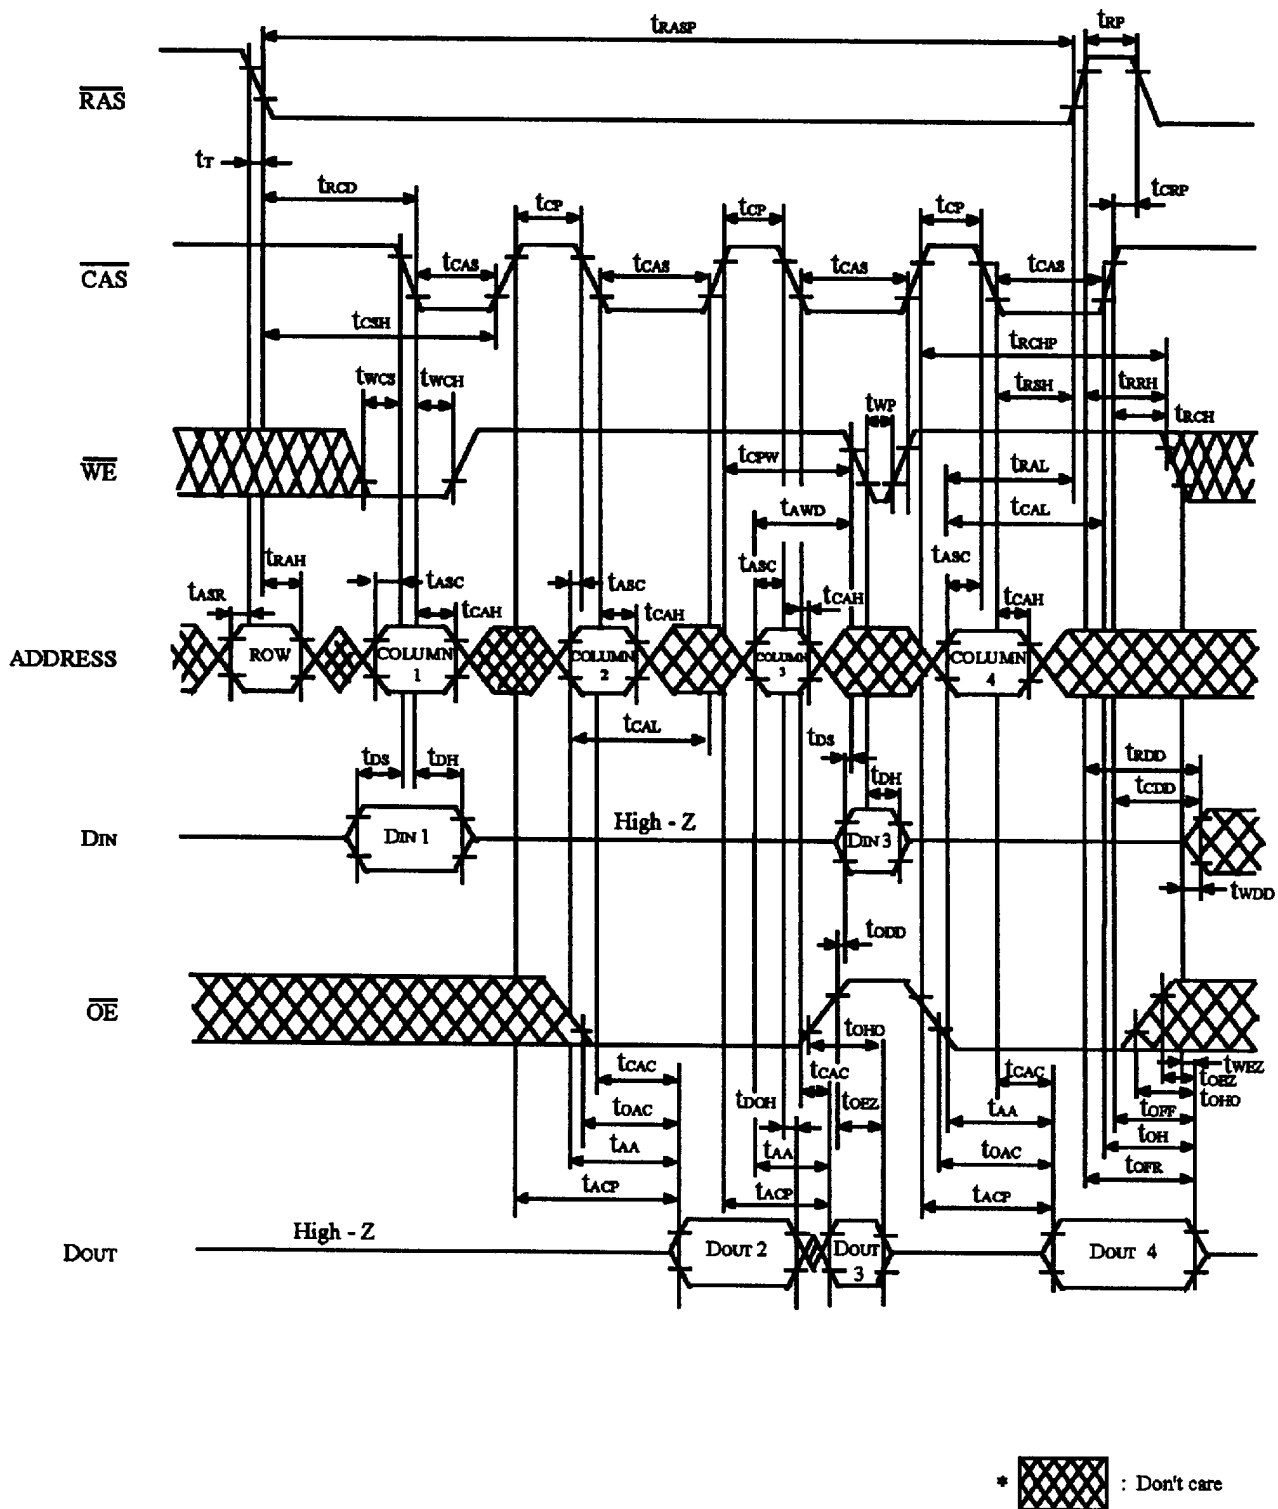 tRASP
tRP
RAS
tT
tRCD
tCP
tCP
tCP
tCRP
CAS
tCAS
tCAS
tCAS
tCAS
tCSH
tRCHP
tWCS
tWCH
tRSH
tRRH
tWP
tRCH
WE
tCPW
tRAL
tAWD
tCAL
tRAH
tASR
tASC
tASC
tASC
tASC
tCAH
tCAH
tCAH
tCAH
ADDRESS
ROW
COLUMN 1
COLUMN 2
COLUMN 3
COLUMN 4
tCAL
tDS
tDH
tDS
tDH
tRDD
tCDD
DIN
DIN 1
High - Z
DIN 3
tWDD
tODD
OE
tOHO
tCAC
tCAC
tCAC
tWEZ
tOEZ
tOHO
tOAC
tDOH
tOEZ
tAA
tOFF
tAA
tAA
tOAC
tOH
tACP
tACP
tACP
tOFR
High - Z
DOUT
DOUT 2
DOUT 3
DOUT 4
* : Don't care